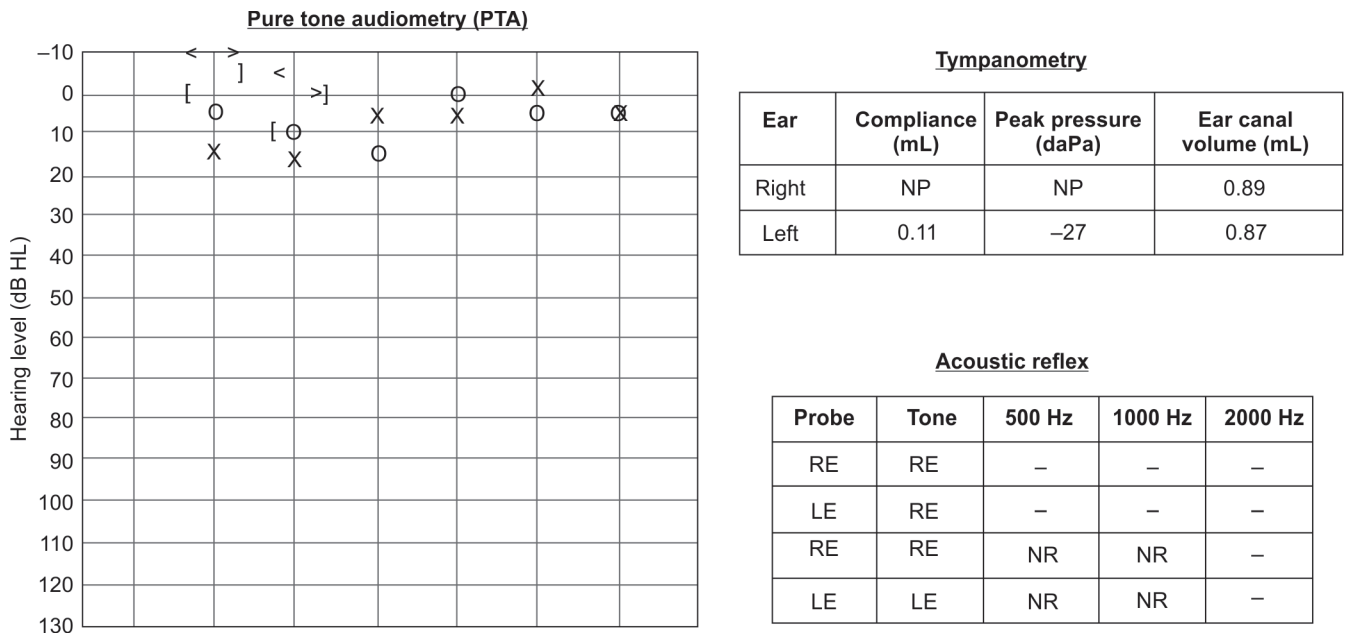 Pure tone audiometry (PTA)
Hearing level (dB HL)
–10
0
10
20
30
40
50
60
70
80
90
100
110
120
130
< >
] <
[ >] O X
O X X O O X
[ O
X X O
Tympanometry
Ear Compliance (mL) Peak pressure (daPa) Ear canal volume (mL)
Right NP NP 0.89
Left 0.11 –27 0.87
Acoustic reflex
Probe Tone 500 Hz 1000 Hz 2000 Hz
RE RE – – –
LE RE – – –
RE RE NR NR –
LE LE NR NR –